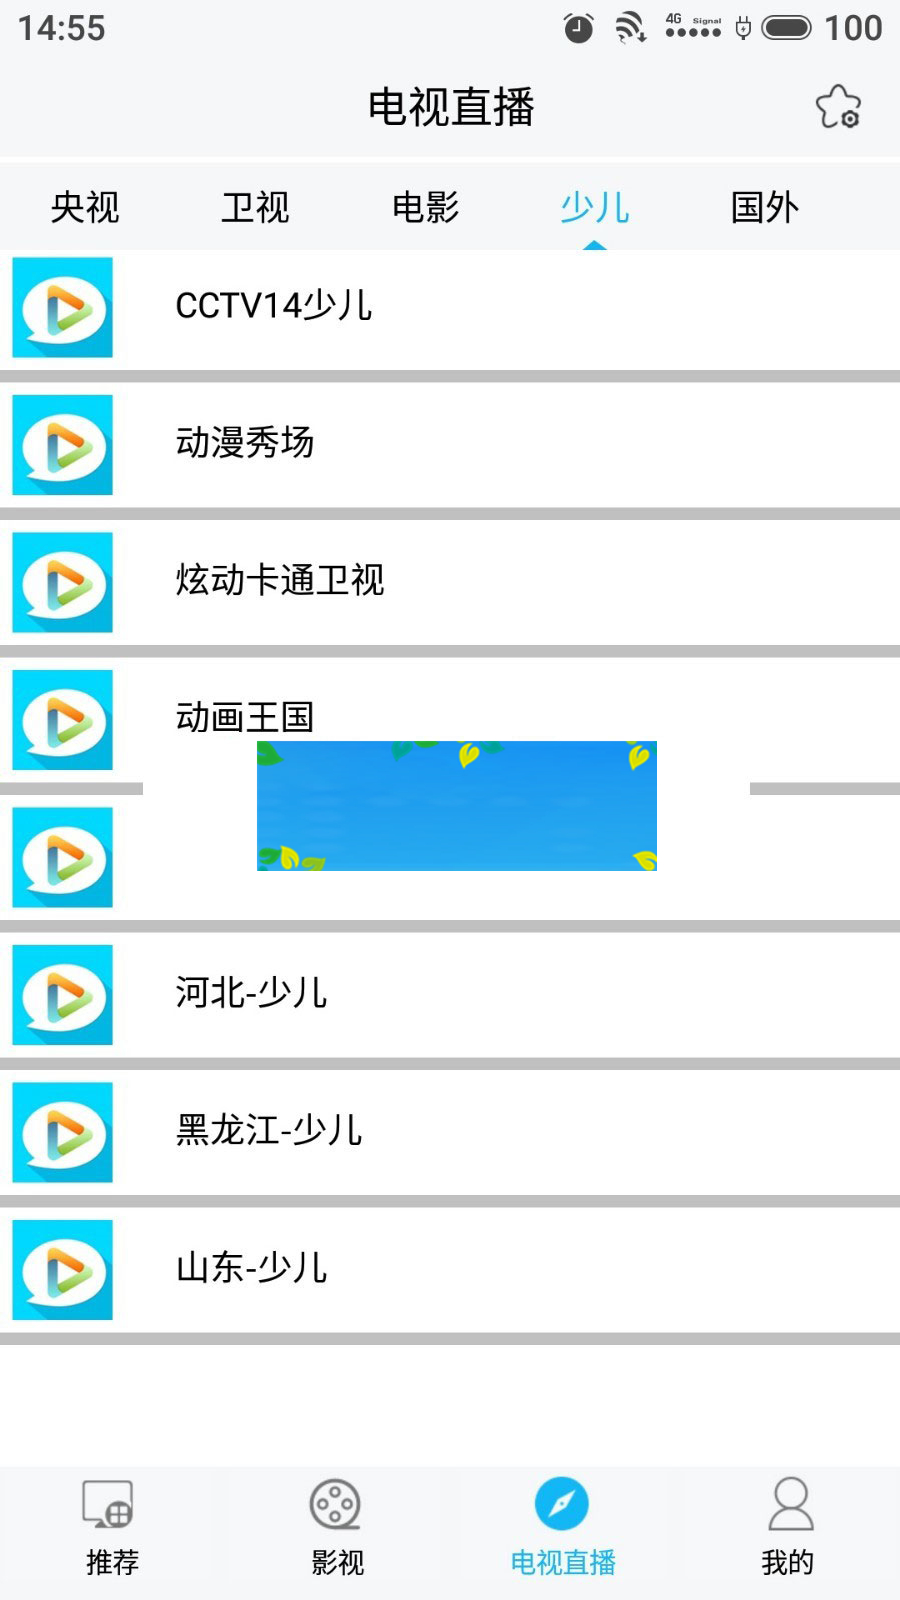 14:55
4G Signal 100
电视直播
央视 卫视 电影 少儿 国外
CCTV14少儿
动漫秀场
炫动卡通卫视
动画王国
河北-少儿
黑龙江-少儿
山东-少儿
推荐 影视 电视直播 我的